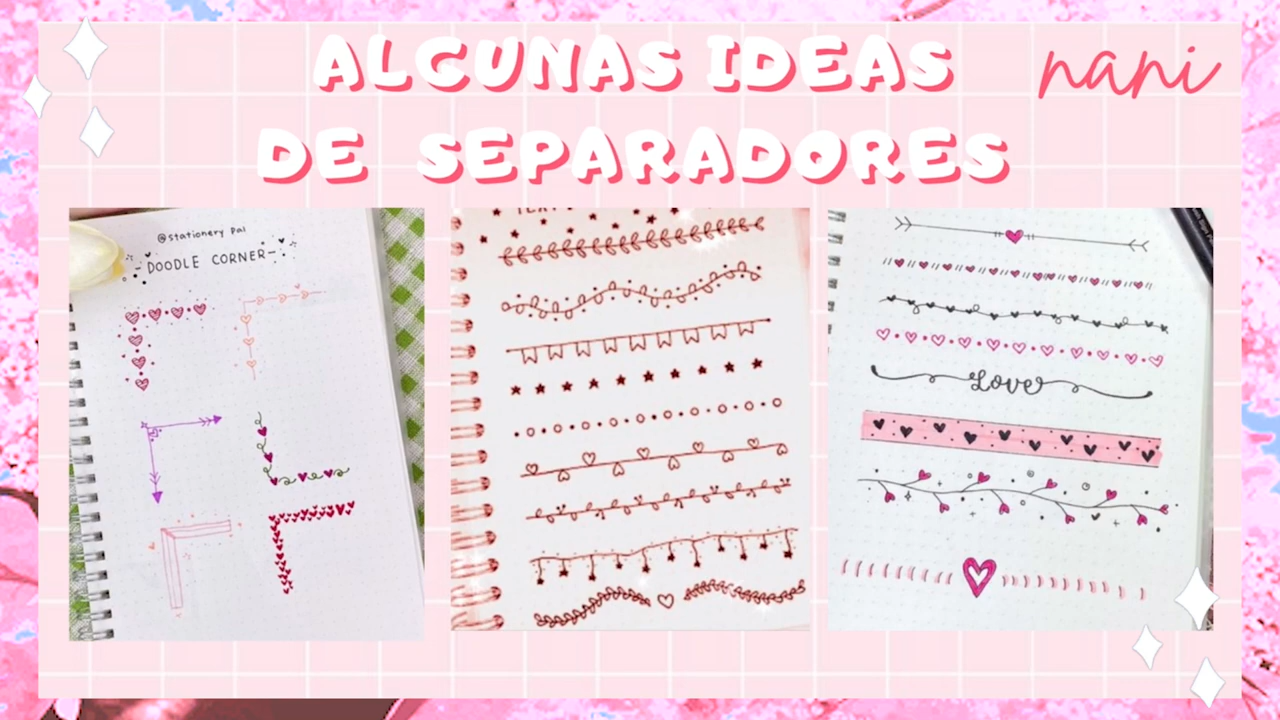 ALGUNAS IDEAS
nani
DE SEPARADORES
@stationery pal
-DOODLE CORNER-
Love